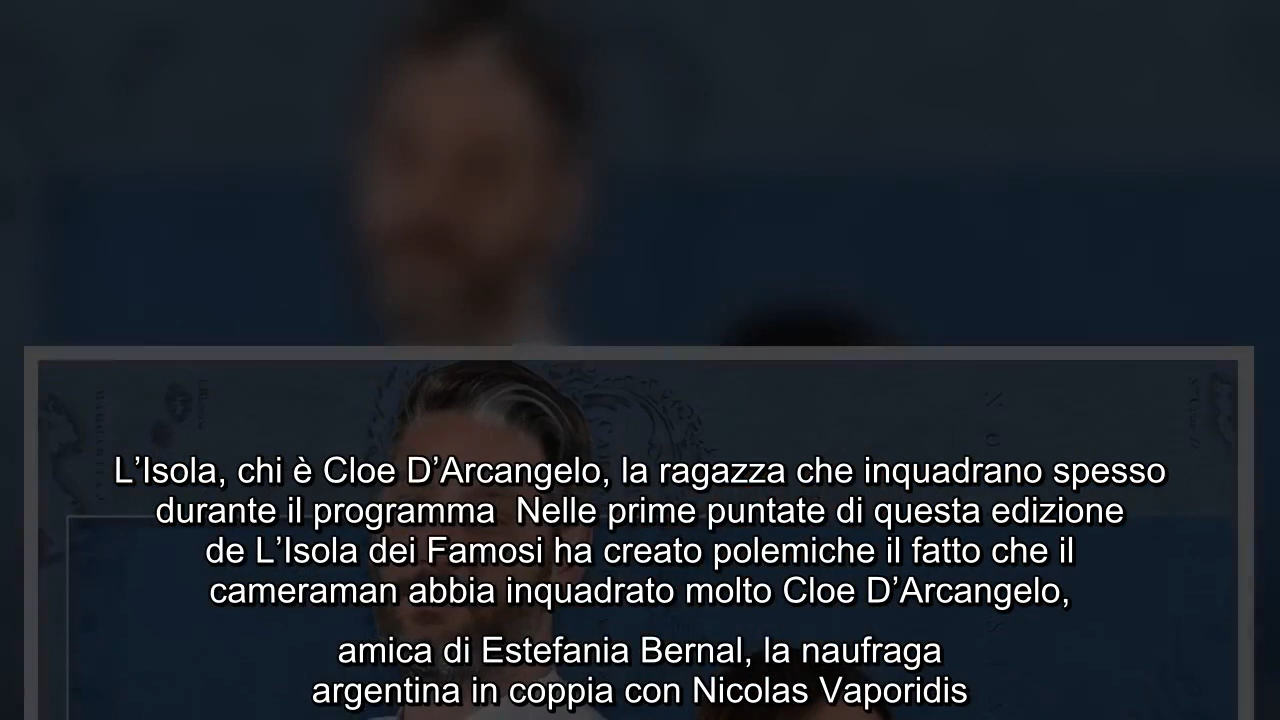 L’Isola, chi è Cloe D’Arcangelo, la ragazza che inquadrano spesso
durante il programma  Nelle prime puntate di questa edizione
de L’Isola dei Famosi ha creato polemiche il fatto che il
cameraman abbia inquadrato molto Cloe D’Arcangelo,
amica di Estefania Bernal, la naufraga
argentina in coppia con Nicolas Vaporidis